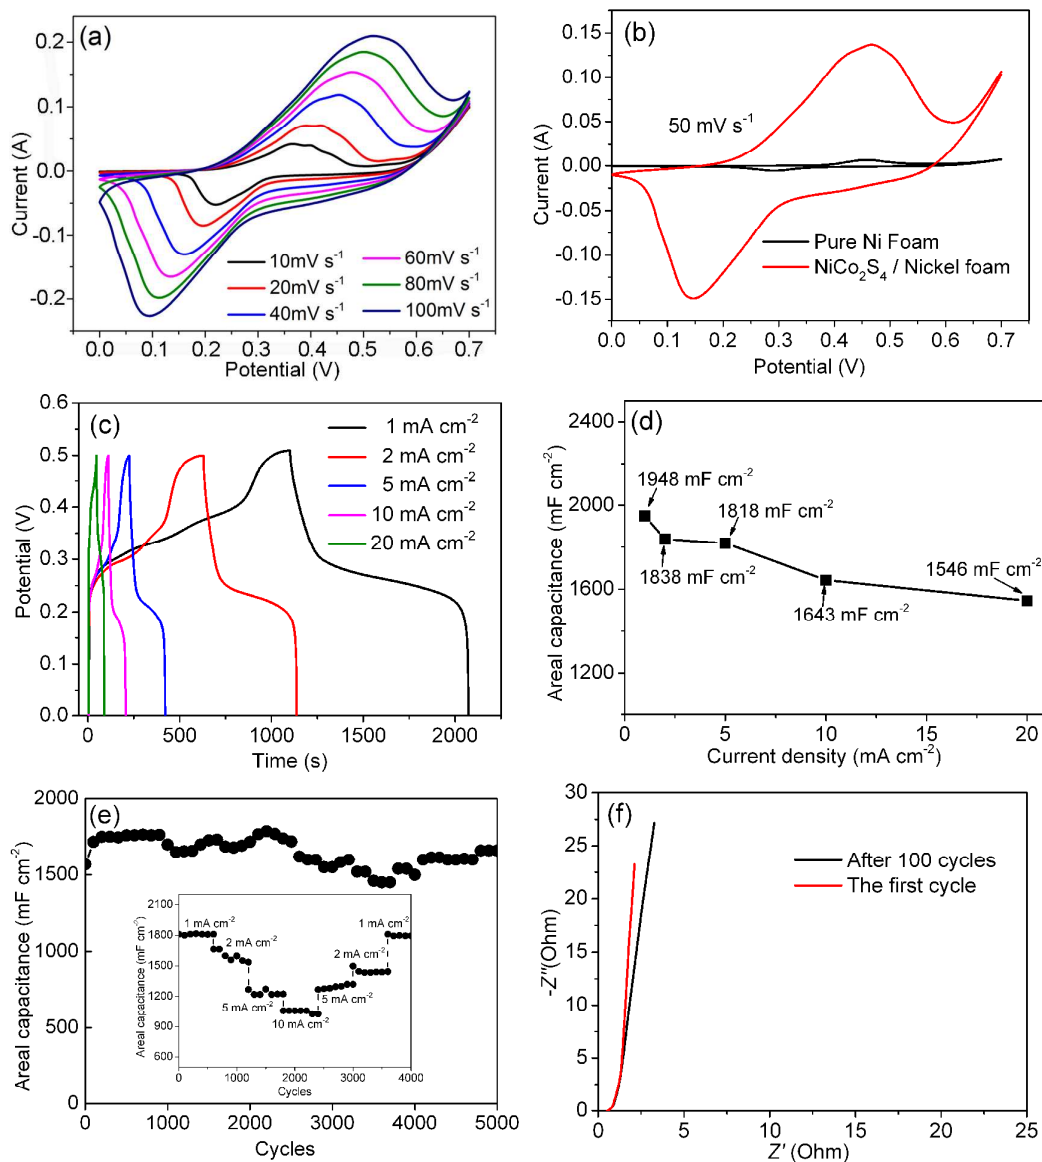 (a)
0.2
0.1
0.0
-0.1
-0.2
Current (A)
10mV s⁻¹
20mV s⁻¹
40mV s⁻¹
60mV s⁻¹
80mV s⁻¹
100mV s⁻¹
0.0 0.1 0.2 0.3 0.4 0.5 0.6 0.7
Potential (V)
(b)
0.15
0.10
0.05
0.00
-0.05
-0.10
-0.15
Current (A)
50 mV s⁻¹
Pure Ni Foam
NiCo₂S₄ / Nickel foam
0.0 0.1 0.2 0.3 0.4 0.5 0.6 0.7
Potential (V)
(c)
0.6
0.5
0.4
0.3
0.2
0.1
0.0
Potential (V)
1 mA cm⁻²
2 mA cm⁻²
5 mA cm⁻²
10 mA cm⁻²
20 mA cm⁻²
0 500 1000 1500 2000
Time (s)
(d)
2400
2000
1600
1200
Areal capacitance (mF cm⁻²)
1948 mF cm⁻²
1838 mF cm⁻²
1818 mF cm⁻²
1643 mF cm⁻²
1546 mF cm⁻²
0 5 10 15 20
Current density (mA cm⁻²)
(e)
2000
1500
1000
500
0
Areal capacitance (mF cm⁻²)
2100
1800
1500
1200
900
600
Areal capacitance (mF cm⁻²)
1 mA cm⁻²
2 mA cm⁻²
5 mA cm⁻²
10 mA cm⁻²
5 mA cm⁻²
2 mA cm⁻²
1 mA cm⁻²
0 1000 2000 3000 4000
Cycles
0 1000 2000 3000 4000 5000
Cycles
(f)
30
25
20
15
10
5
0
-Z''(Ohm)
After 100 cycles
The first cycle
0 5 10 15 20 25
Z' (Ohm)